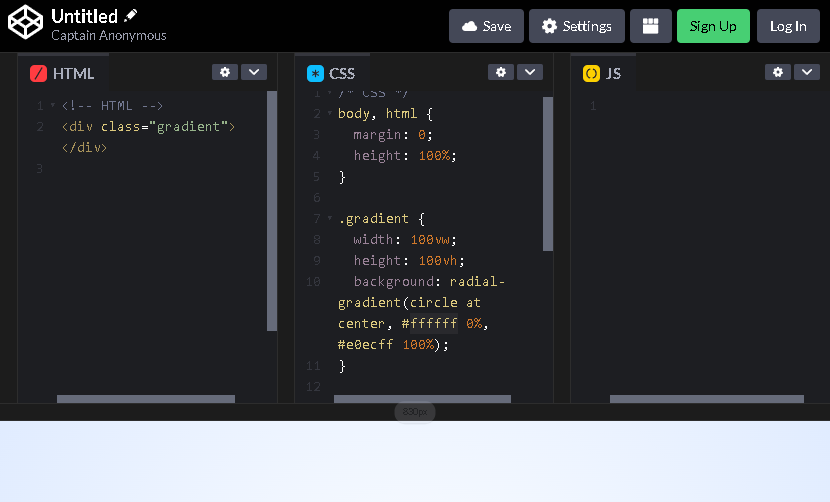 Untitled
Captain Anonymous
Save
Settings
Sign Up
Log In
HTML
1 <!-- HTML -->
2 <div class="gradient">
</div>
3
CSS
1 /* CSS */
2 body, html {
3 margin: 0;
4 height: 100%;
5 }
6
7 .gradient {
8 width: 100vw;
9 height: 100vh;
10 background: radial-
gradient(circle at
center, #ffffff 0%,
#e0ecff 100%);
11 }
12
JS
1
830px